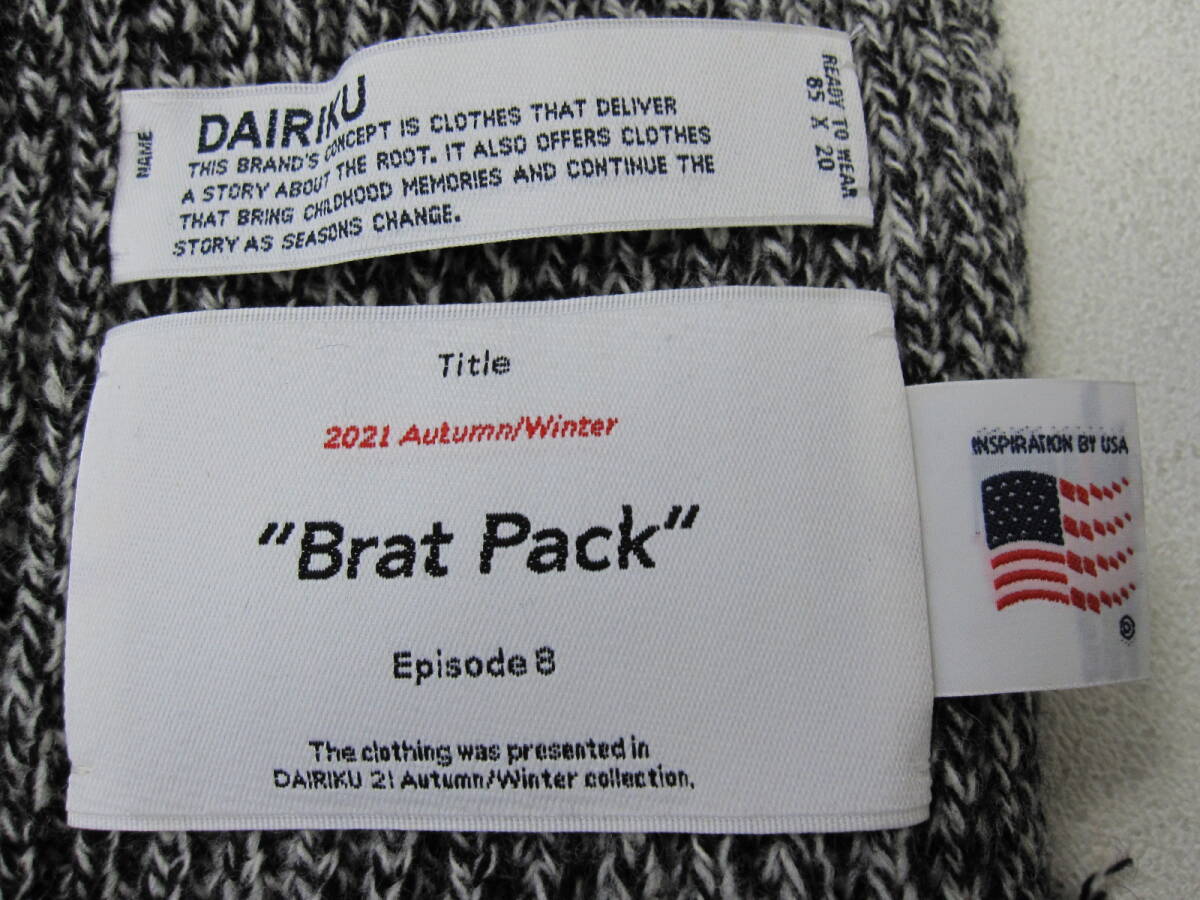 NAME
DAIRIKU
THIS BRAND'S CONCEPT IS CLOTHES THAT DELIVER
A STORY ABOUT THE ROOT. IT ALSO OFFERS CLOTHES
THAT BRING CHILDHOOD MEMORIES AND CONTINUE THE
STORY AS SEASONS CHANGE.
READY TO WEAR
85 X 20
Title
2021 Autumn/Winter
"Brat Pack"
Episode 8
The clothing was presented in
DAIRIKU 21 Autumn/Winter collection.
INSPIRATION BY USA